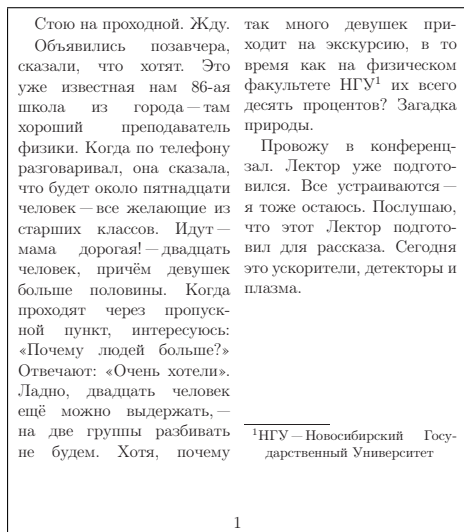 Стою на проходной. Жду.
Объявились позавчера,
сказали, что хотят. Это
уже известная нам 86-ая
школа из города — там
хороший преподаватель
физики. Когда по телефону
разговаривал, она сказала,
что будет около пятнадцати
человек — все желающие из
старших классов. Идут —
мама дорогая! — двадцать
человек, причём девушек
больше половины. Когда
проходят через пропуск-
ной пункт, интересуюсь:
«Почему людей больше?»
Отвечают: «Очень хотели».
Ладно, двадцать человек
ещё можно выдержать, —
на две группы разбивать
не будем. Хотя, почему
так много девушек при-
ходит на экскурсию, в то
время как на физическом
факультете НГУ¹ их всего
десять процентов? Загадка
природы.
Провожу в конференц-
зал. Лектор уже подгото-
вился. Все устраиваются —
я тоже остаюсь. Послушаю,
что этот Лектор подгото-
вил для рассказа. Сегодня
это ускорители, детекторы и
плазма.
¹НГУ — Новосибирский Госу-
дарственный Университет
1